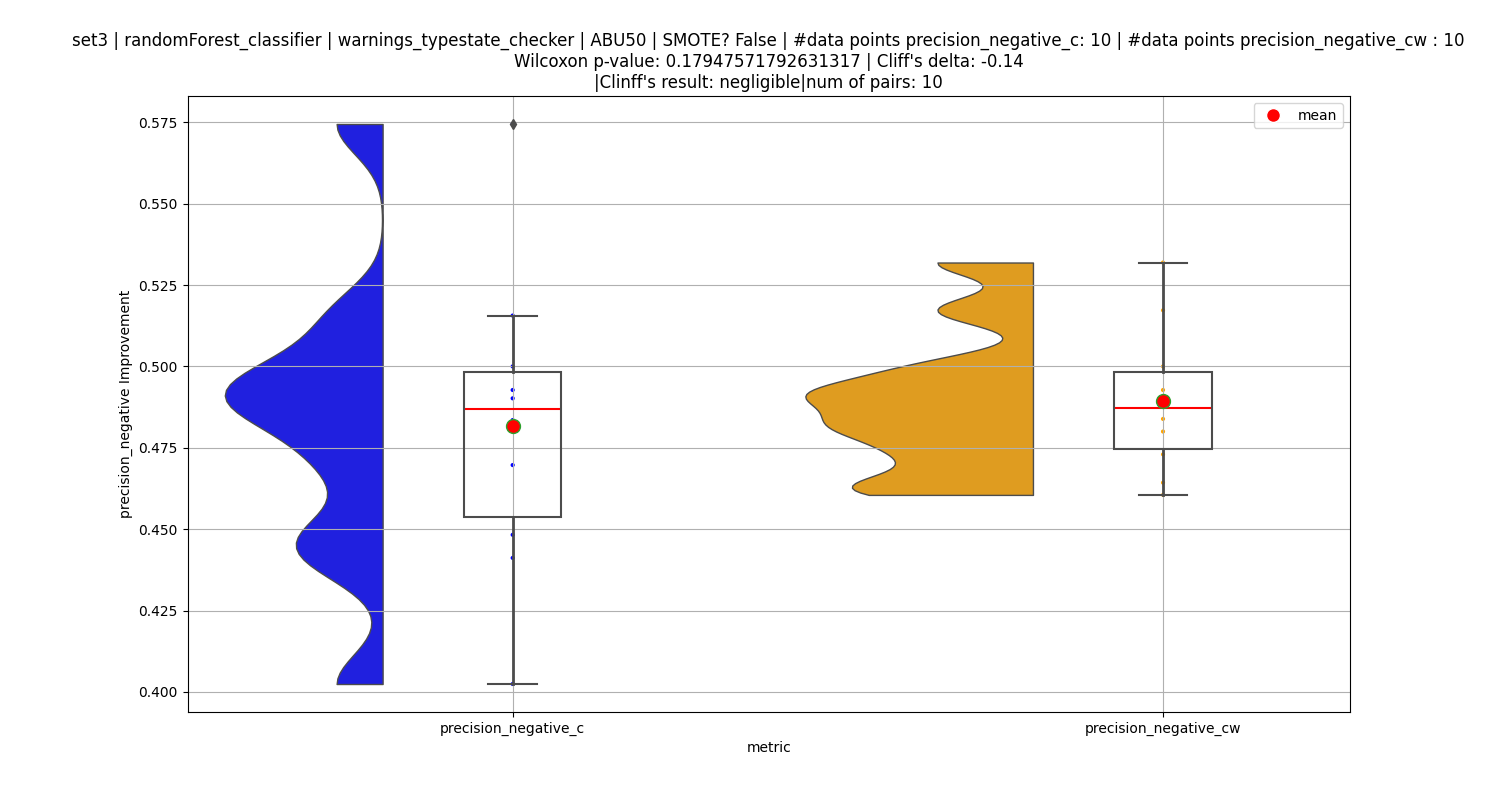 set3 | randomForest_classifier | warnings_typestate_checker | ABU50 | SMOTE? False | #data points precision_negative_c: 10 | #data points precision_negative_cw : 10
Wilcoxon p-value: 0.17947571792631317 | Cliff's delta: -0.14
|Clinff's result: negligible|num of pairs: 10
mean
0.575
0.550
0.525
0.500
0.475
0.450
0.425
0.400
precision_negative Improvement
precision_negative_c
precision_negative_cw
metric